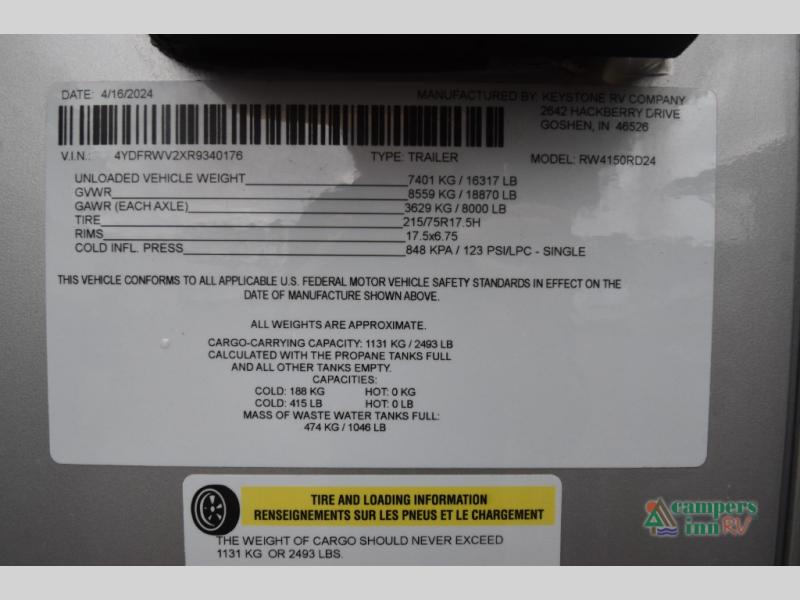 DATE: 4/16/2024 MANUFACTURED BY: KEYSTONE RV COMPANY
2642 HACKBERRY DRIVE
GOSHEN, IN 46526
V.I.N.: 4YDFRWV2XR9340176 TYPE: TRAILER MODEL: RW4150RD24
UNLOADED VEHICLE WEIGHT 7401 KG / 16317 LB
GVWR 8559 KG / 18870 LB
GAWR (EACH AXLE) 3629 KG / 8000 LB
TIRE 215/75R17.5H
RIMS 17.5x6.75
COLD INFL. PRESS 848 KPA / 123 PSI/LPC - SINGLE
THIS VEHICLE CONFORMS TO ALL APPLICABLE U.S. FEDERAL MOTOR VEHICLE SAFETY STANDARDS IN EFFECT ON THE
DATE OF MANUFACTURE SHOWN ABOVE.
ALL WEIGHTS ARE APPROXIMATE.
CARGO-CARRYING CAPACITY: 1131 KG / 2493 LB
CALCULATED WITH THE PROPANE TANKS FULL
AND ALL OTHER TANKS EMPTY.
CAPACITIES:
COLD: 188 KG HOT: 0 KG
COLD: 415 LB HOT: 0 LB
MASS OF WASTE WATER TANKS FULL:
474 KG / 1046 LB
TIRE AND LOADING INFORMATION
RENSEIGNEMENTS SUR LES PNEUS ET LE CHARGEMENT
THE WEIGHT OF CARGO SHOULD NEVER EXCEED
1131 KG OR 2493 LBS.
campers
inn RV